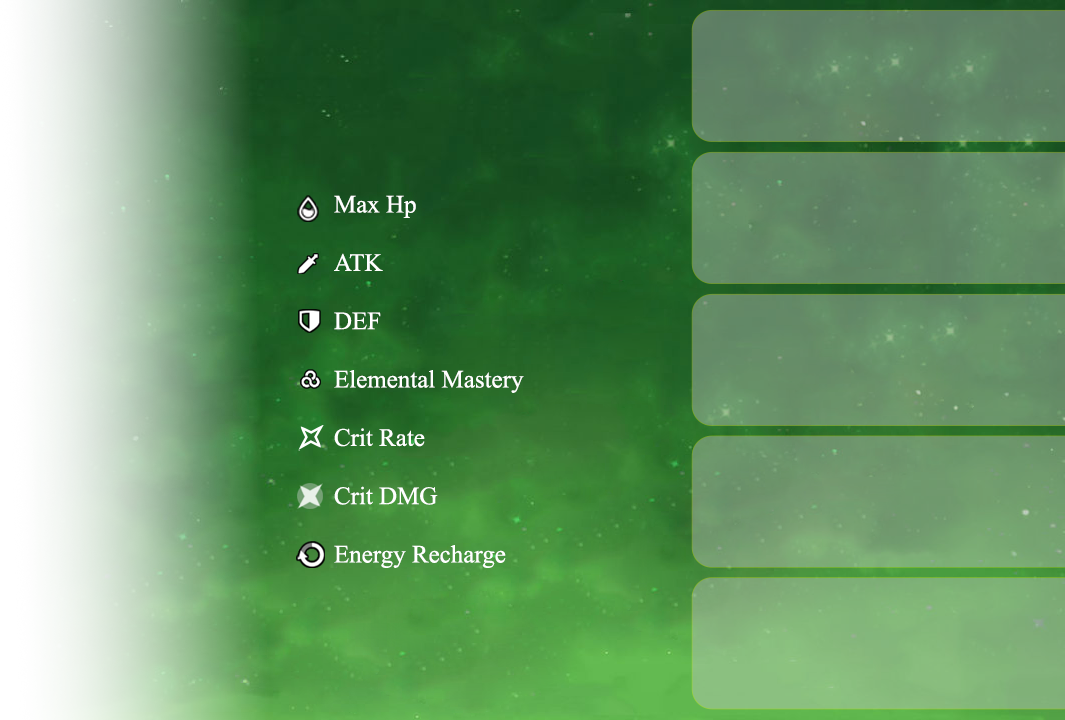 Max Hp
ATK
DEF
Elemental Mastery
Crit Rate
Crit DMG
Energy Recharge